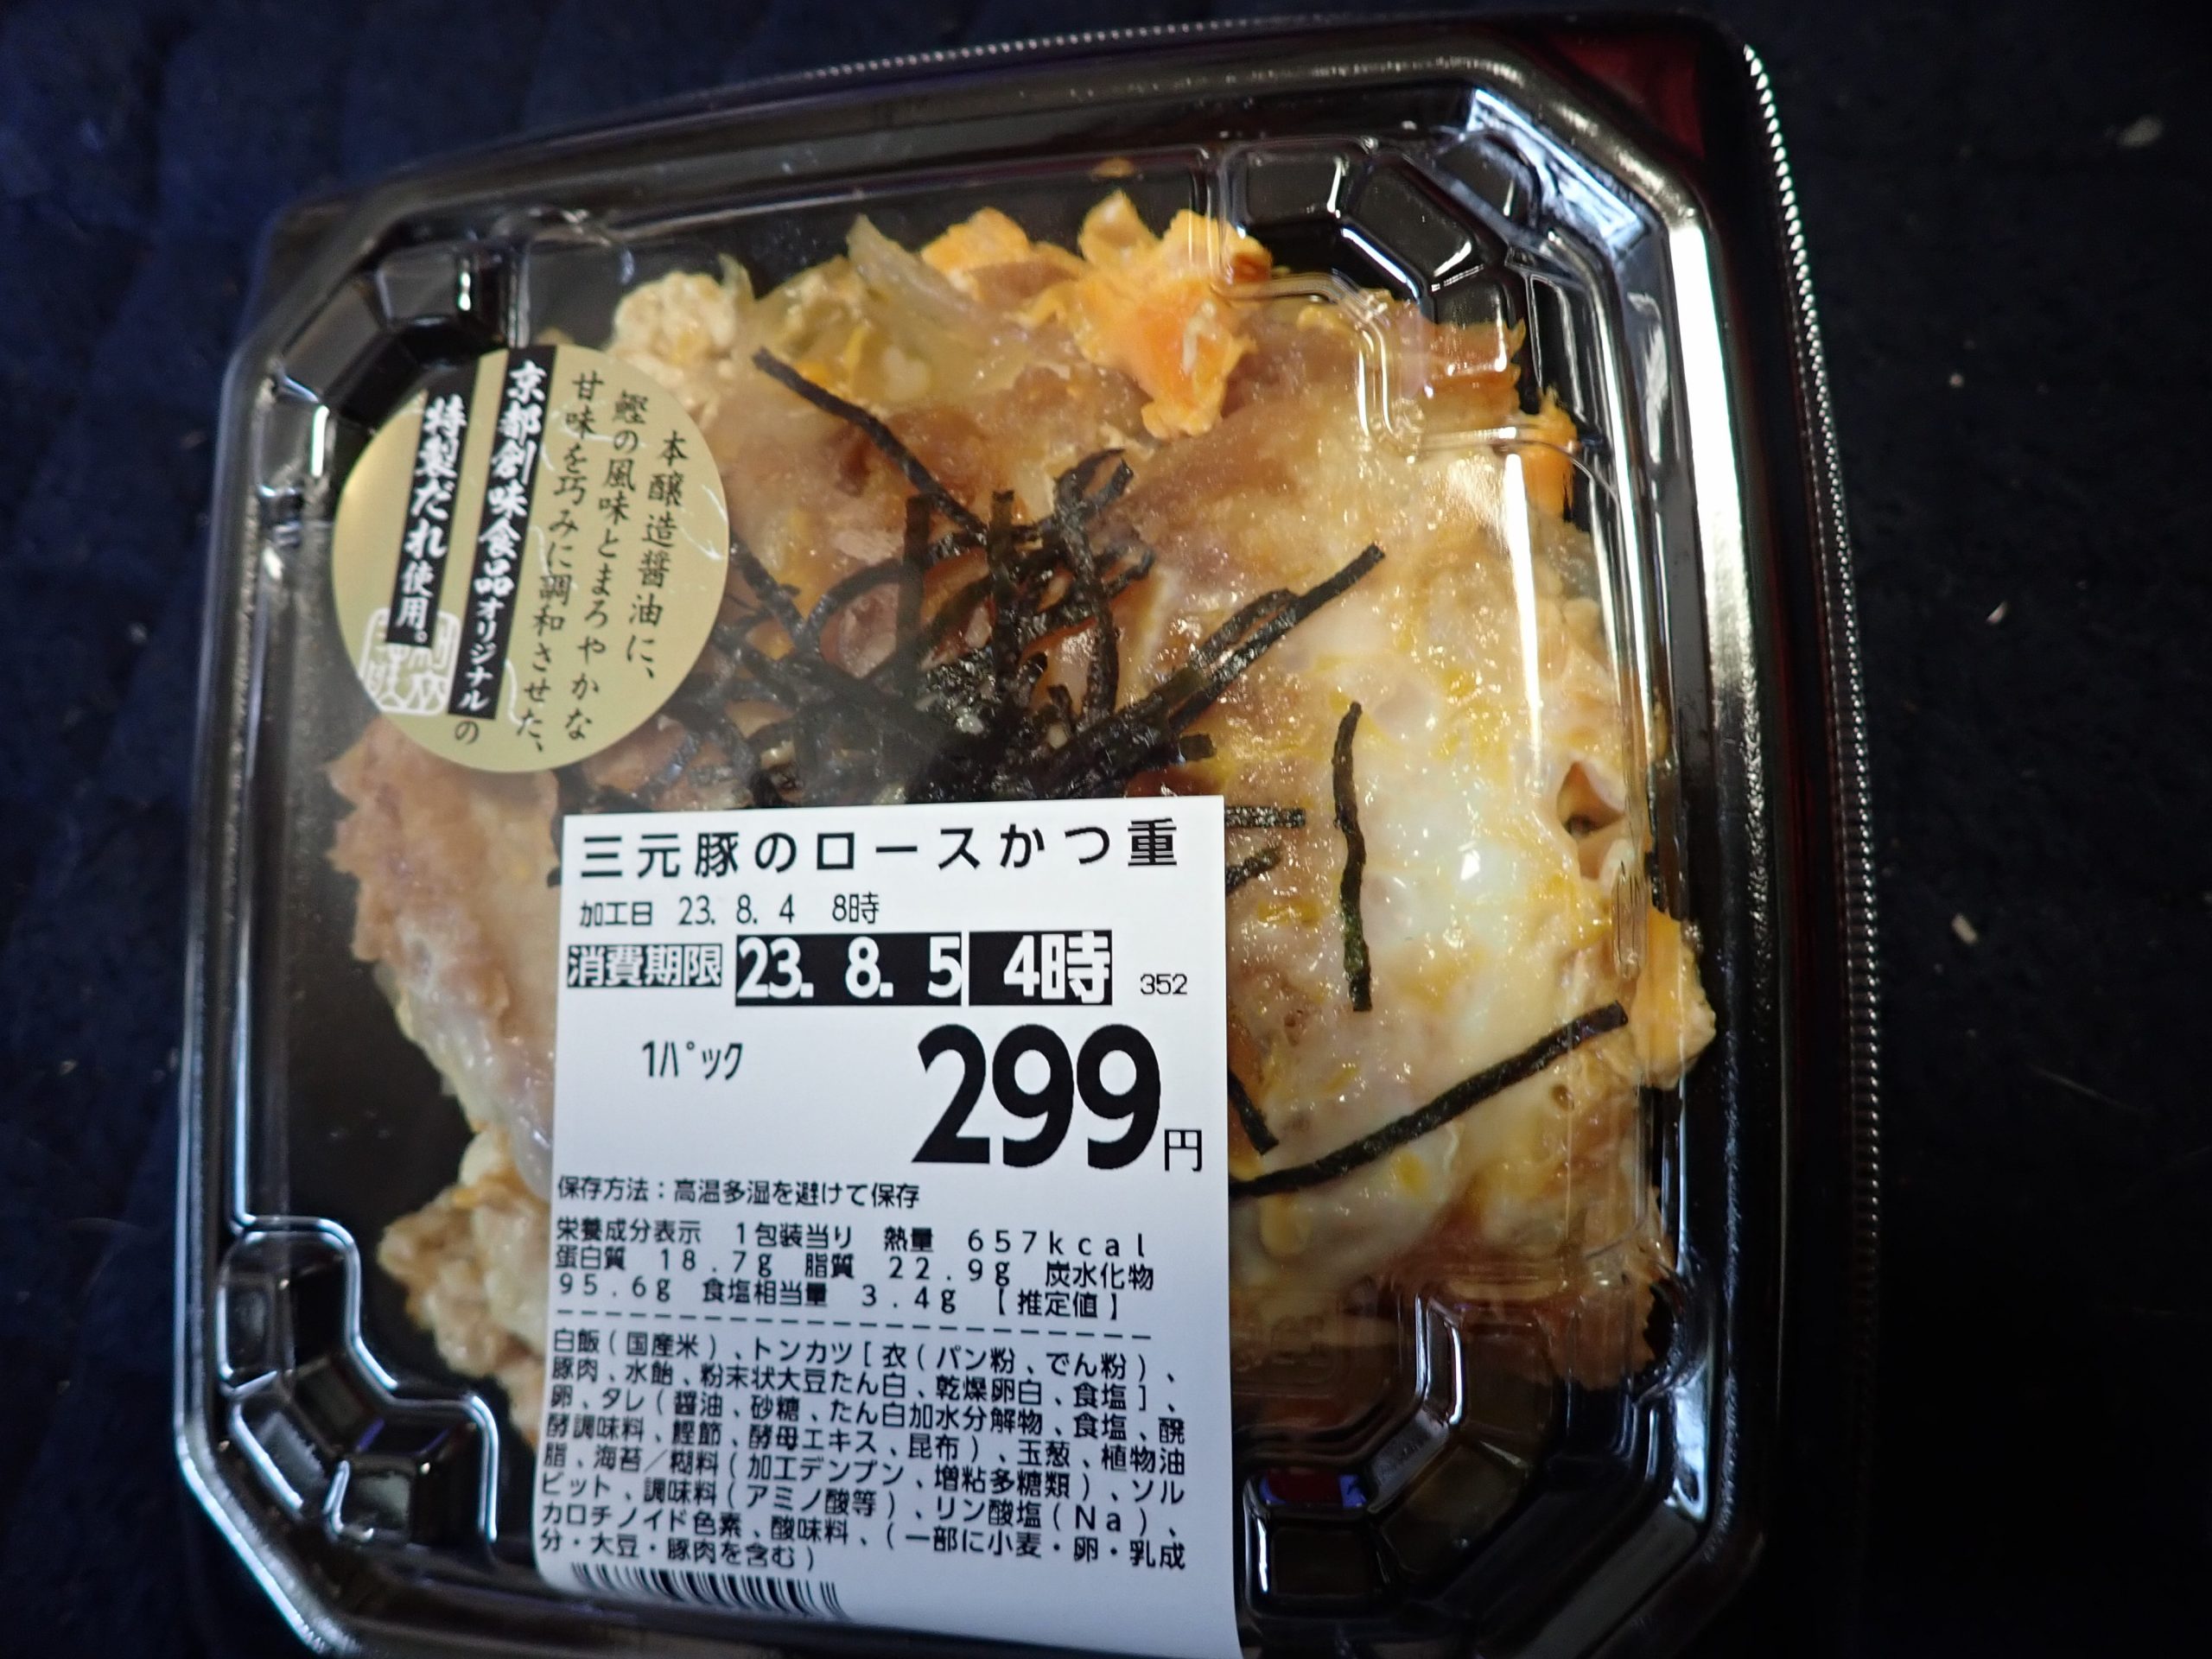 本醸造醤油に、
鰹の風味とまろやかな
甘味を巧みに調和させた、
京都創味食品オリジナルの
特製だれ使用。
三元豚のロースかつ重
加工日 23. 8. 4 8時
消費期限 23. 8. 5 4時 352
1パック
299円
保存方法：高温多湿を避けて保存
栄養成分表示 1包装当り 熱量 657kcal
蛋白質 18.7g 脂質 22.9g 炭水化物
95.6g 食塩相当量 3.4g 【推定値】
白飯(国産米)、トンカツ[衣(パン粉、でん粉)、
豚肉、水飴、粉末状大豆たん白、乾燥卵白、食塩]、
卵、タレ(醤油、砂糖、たん白加水分解物、食塩、醗
酵調味料、鰹節、酵母エキス、昆布)、玉葱、植物油
脂、海苔／糊料(加工デンプン、増粘多糖類)、ソル
ビット、調味料(アミノ酸等)、リン酸塩(Na)、
カロチノイド色素、酸味料、(一部に小麦・卵・乳成
分・大豆・豚肉を含む)